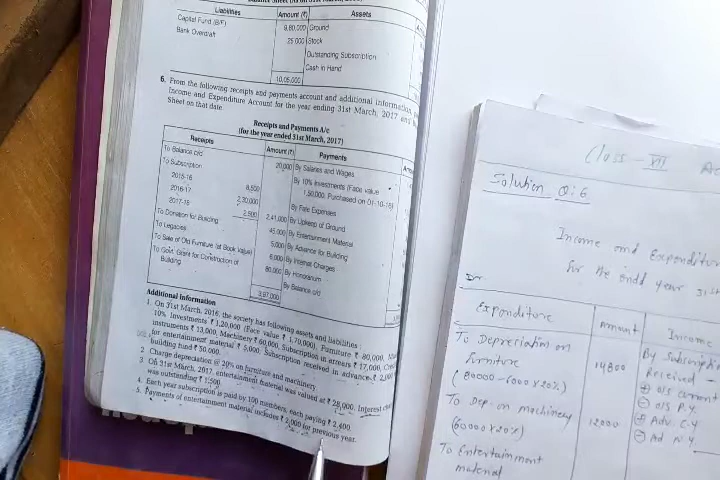 Liabilities Amount (₹) Assets
Capital Fund (B/F) 9,80,000 Ground
Bank Overdraft 25,000 Stock
Outstanding Subscription
Cash in Hand
10,05,000
6. From the following receipts and payments account and additional information
Income and Expenditure Account for the year ending 31st March, 2017 and
Sheet on that date.
Receipts and Payments A/c
(for the year ended 31st March, 2017)
Receipts Amount (₹) Payments
To Balance b/d 20,000 By Salaries and Wages
To Subscription By 10% Investments (Face value
2015-16 8,500 1,50,000, Purchased on 01-10-16)
2016-17 2,30,000 By Fete Expenses
2017-18 2,500 2,41,000 By Upkeep of Ground
To Donation for Building 45,000 By Entertainment Material
To Legacies 5,000 By Advance for Building
To Sale of Old Furniture (at Book Value) 6,000 By Internet Charges
To Govt. Grant for Construction of 80,000 By Honorarium
Building By Balance c/d
3,97,000
Additional Information
1. On 31st March, 2016, the society has following assets and liabilities:
10% Investments ₹ 1,20,000 (Face value ₹ 1,70,000), Furniture ₹ 80,000,
instruments ₹ 13,000, Machinery ₹ 60,000, Subscription in arrears ₹ 17,000,
for entertainment material ₹ 9,000, Subscription received in advance ₹
building fund ₹ 50,000.
2. Charge depreciation @ 20% on furniture and machinery.
3. On 31st March, 2017, entertainment material was valued at ₹ 28,000, Interest
was outstanding ₹ 1,500.
4. Each year subscription is paid by 100 members, each paying ₹ 2,400.
5. Payments of entertainment material includes ₹ 2,000 for previous year.
Class - XII
Solution Q:6
Income and Expenditure
for the endd year 31st
Dr
Expenditure Amount Income
To Depreciation on By Subscription
furniture 14800 Received -
(80000-6000×20%) ⊕ o/s current
To Dep. on machinery 12000 ⊖ o/s P.Y.
(60000×20%) ⊕ Adv. C.Y
To Entertainment ⊖ Ad N.Y
material